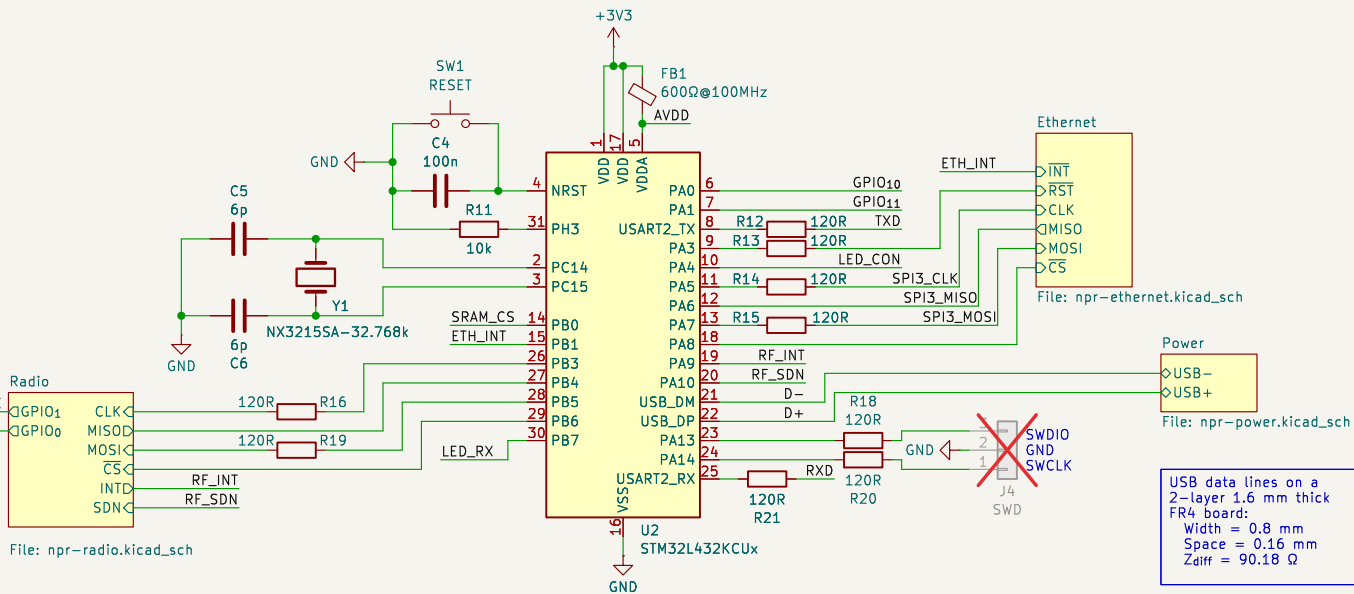 +3V3
SW1
RESET
FB1
600Ω@100MHz
AVDD
C4
100n
GND
1
VDD
17
VDD
5
VDDA
Ethernet
ETH_INT
INT
RST
CLK
MISO
MOSI
CS
File: npr-ethernet.kicad_sch
C5
6p
R11
10k
Y1
NX3215SA-32.768k
6p
C6
GND
4 NRST
31 PH3
2 PC14
3 PC15
SRAM_CS 14 PB0
ETH_INT 15 PB1
26 PB3
27 PB4
28 PB5
29 PB6
LED_RX 30 PB7
PA0 6 GPIO10
PA1 7 GPIO11
USART2_TX 8 R12 120R TXD
PA3 9 R13 120R
PA4 10 LED_CON
PA5 11 R14 120R SPI3_CLK
PA6 12 SPI3_MISO
PA7 13 R15 120R SPI3_MOSI
PA8 18
PA9 19 RF_INT
PA10 20 RF_SDN
USB_DM 21 D-
USB_DP 22 D+
PA13 23
PA14 24
USART2_RX 25 RXD
R18
120R
120R
R20
120R
R21
VSS
16
GND
U2
STM32L432KCUx
Radio
GPIO1 CLK
GPIO0 MISO
MOSI
CS
INT RF_INT
SDN RF_SDN
120R R16
120R R19
File: npr-radio.kicad_sch
Power
USB-
USB+
File: npr-power.kicad_sch
GND
3
2
1
SWDIO
GND
SWCLK
J4
SWD
USB data lines on a
2-layer 1.6 mm thick
FR4 board:
Width = 0.8 mm
Space = 0.16 mm
Zdiff = 90.18 Ω